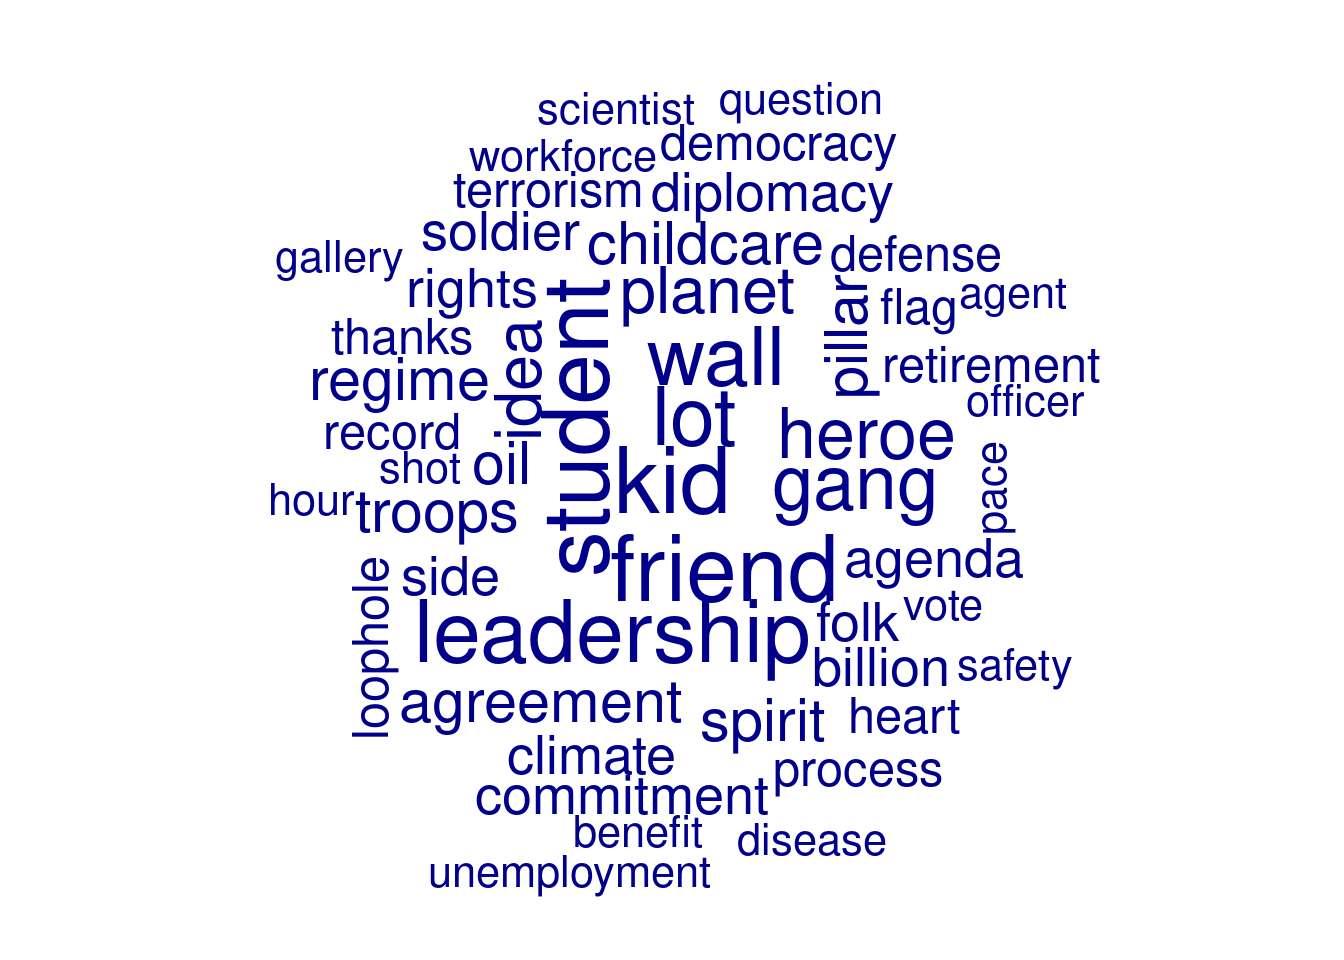 scientist
question
workforce
democracy
terrorism
diplomacy
soldier
childcare
defense
gallery
rights
student
planet
pillar
flag
agent
thanks
idea
wall
retirement
regime
officer
record
lot
heroe
shot
oil
kid
gang
pace
hour
troops
side
friend
agenda
loophole
leadership
folk
vote
billion
safety
agreement
spirit
heart
climate
process
commitment
benefit
disease
unemployment